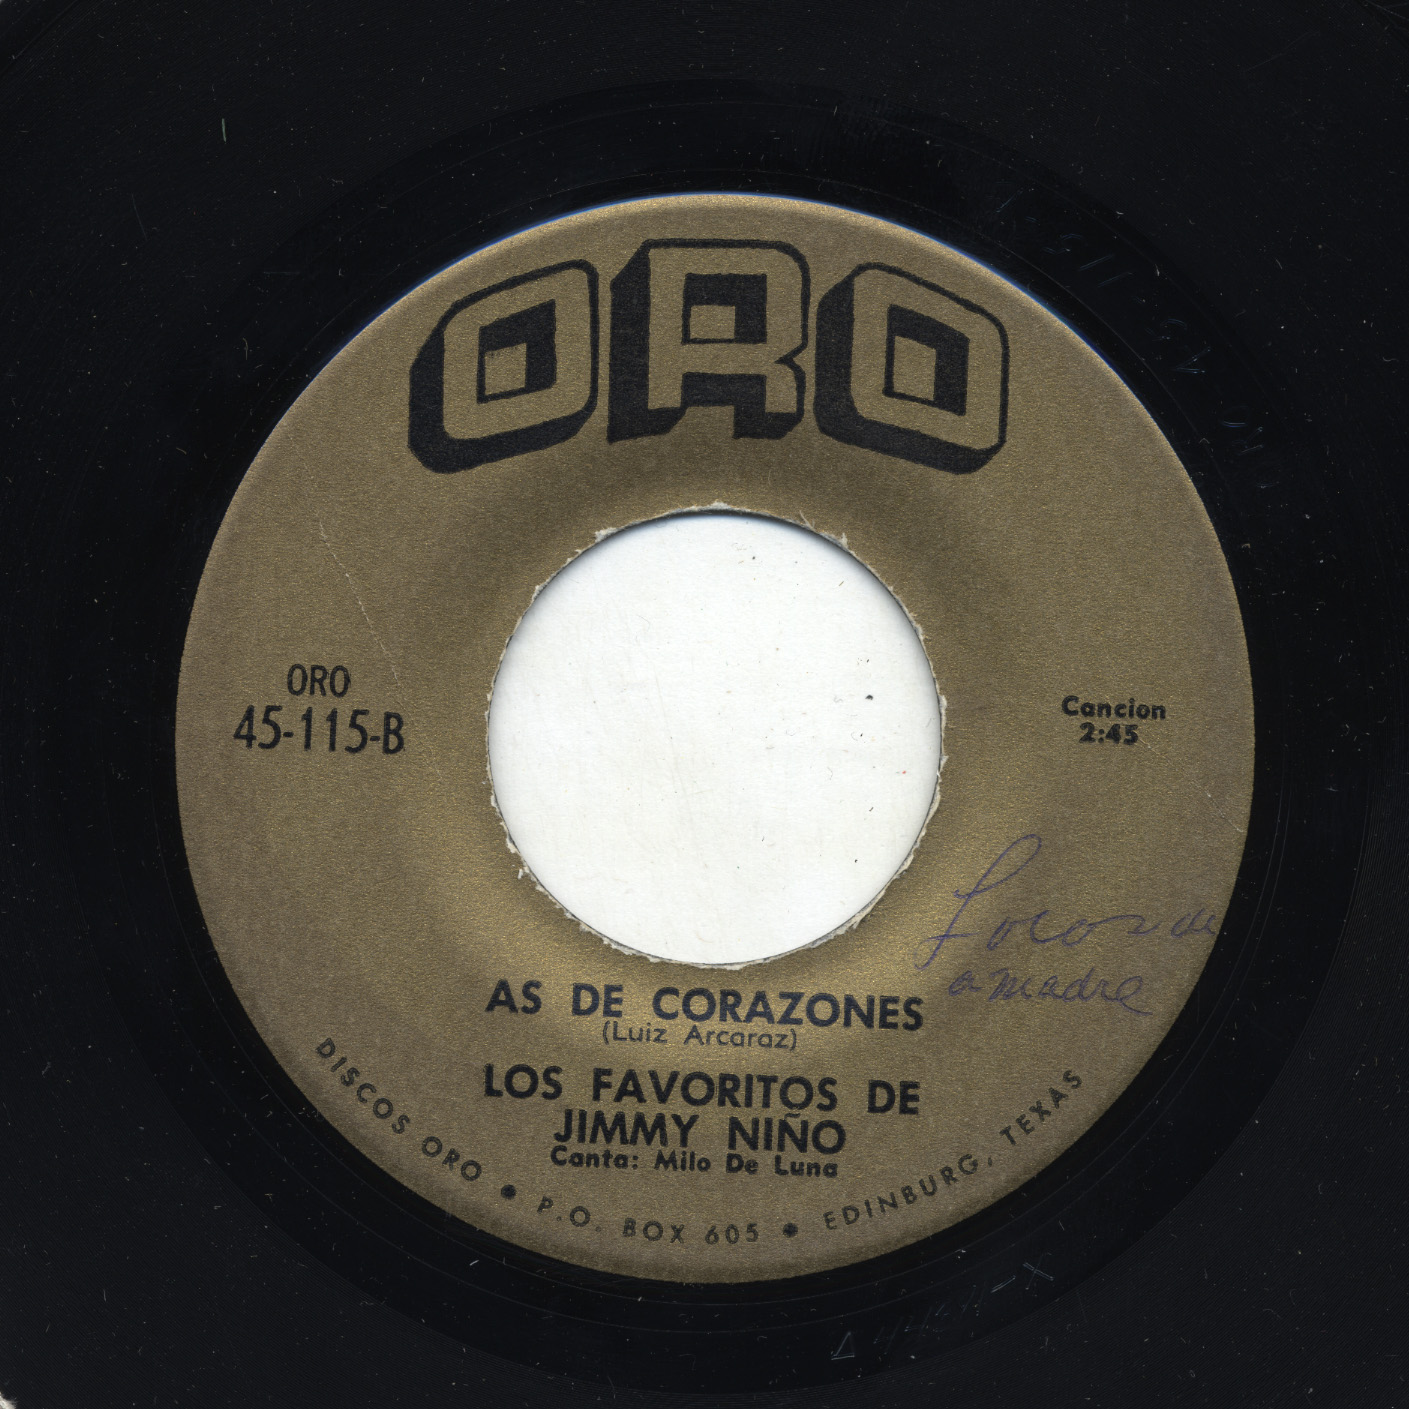 ORO
ORO
45-115-B
Cancion
2:45
a madre
AS DE CORAZONES
(Luiz Arcaraz)
LOS FAVORITOS DE
JIMMY NIÑO
Canta: Milo De Luna
DISCOS ORO • P.O. BOX 605 • EDINBURG, TEXAS